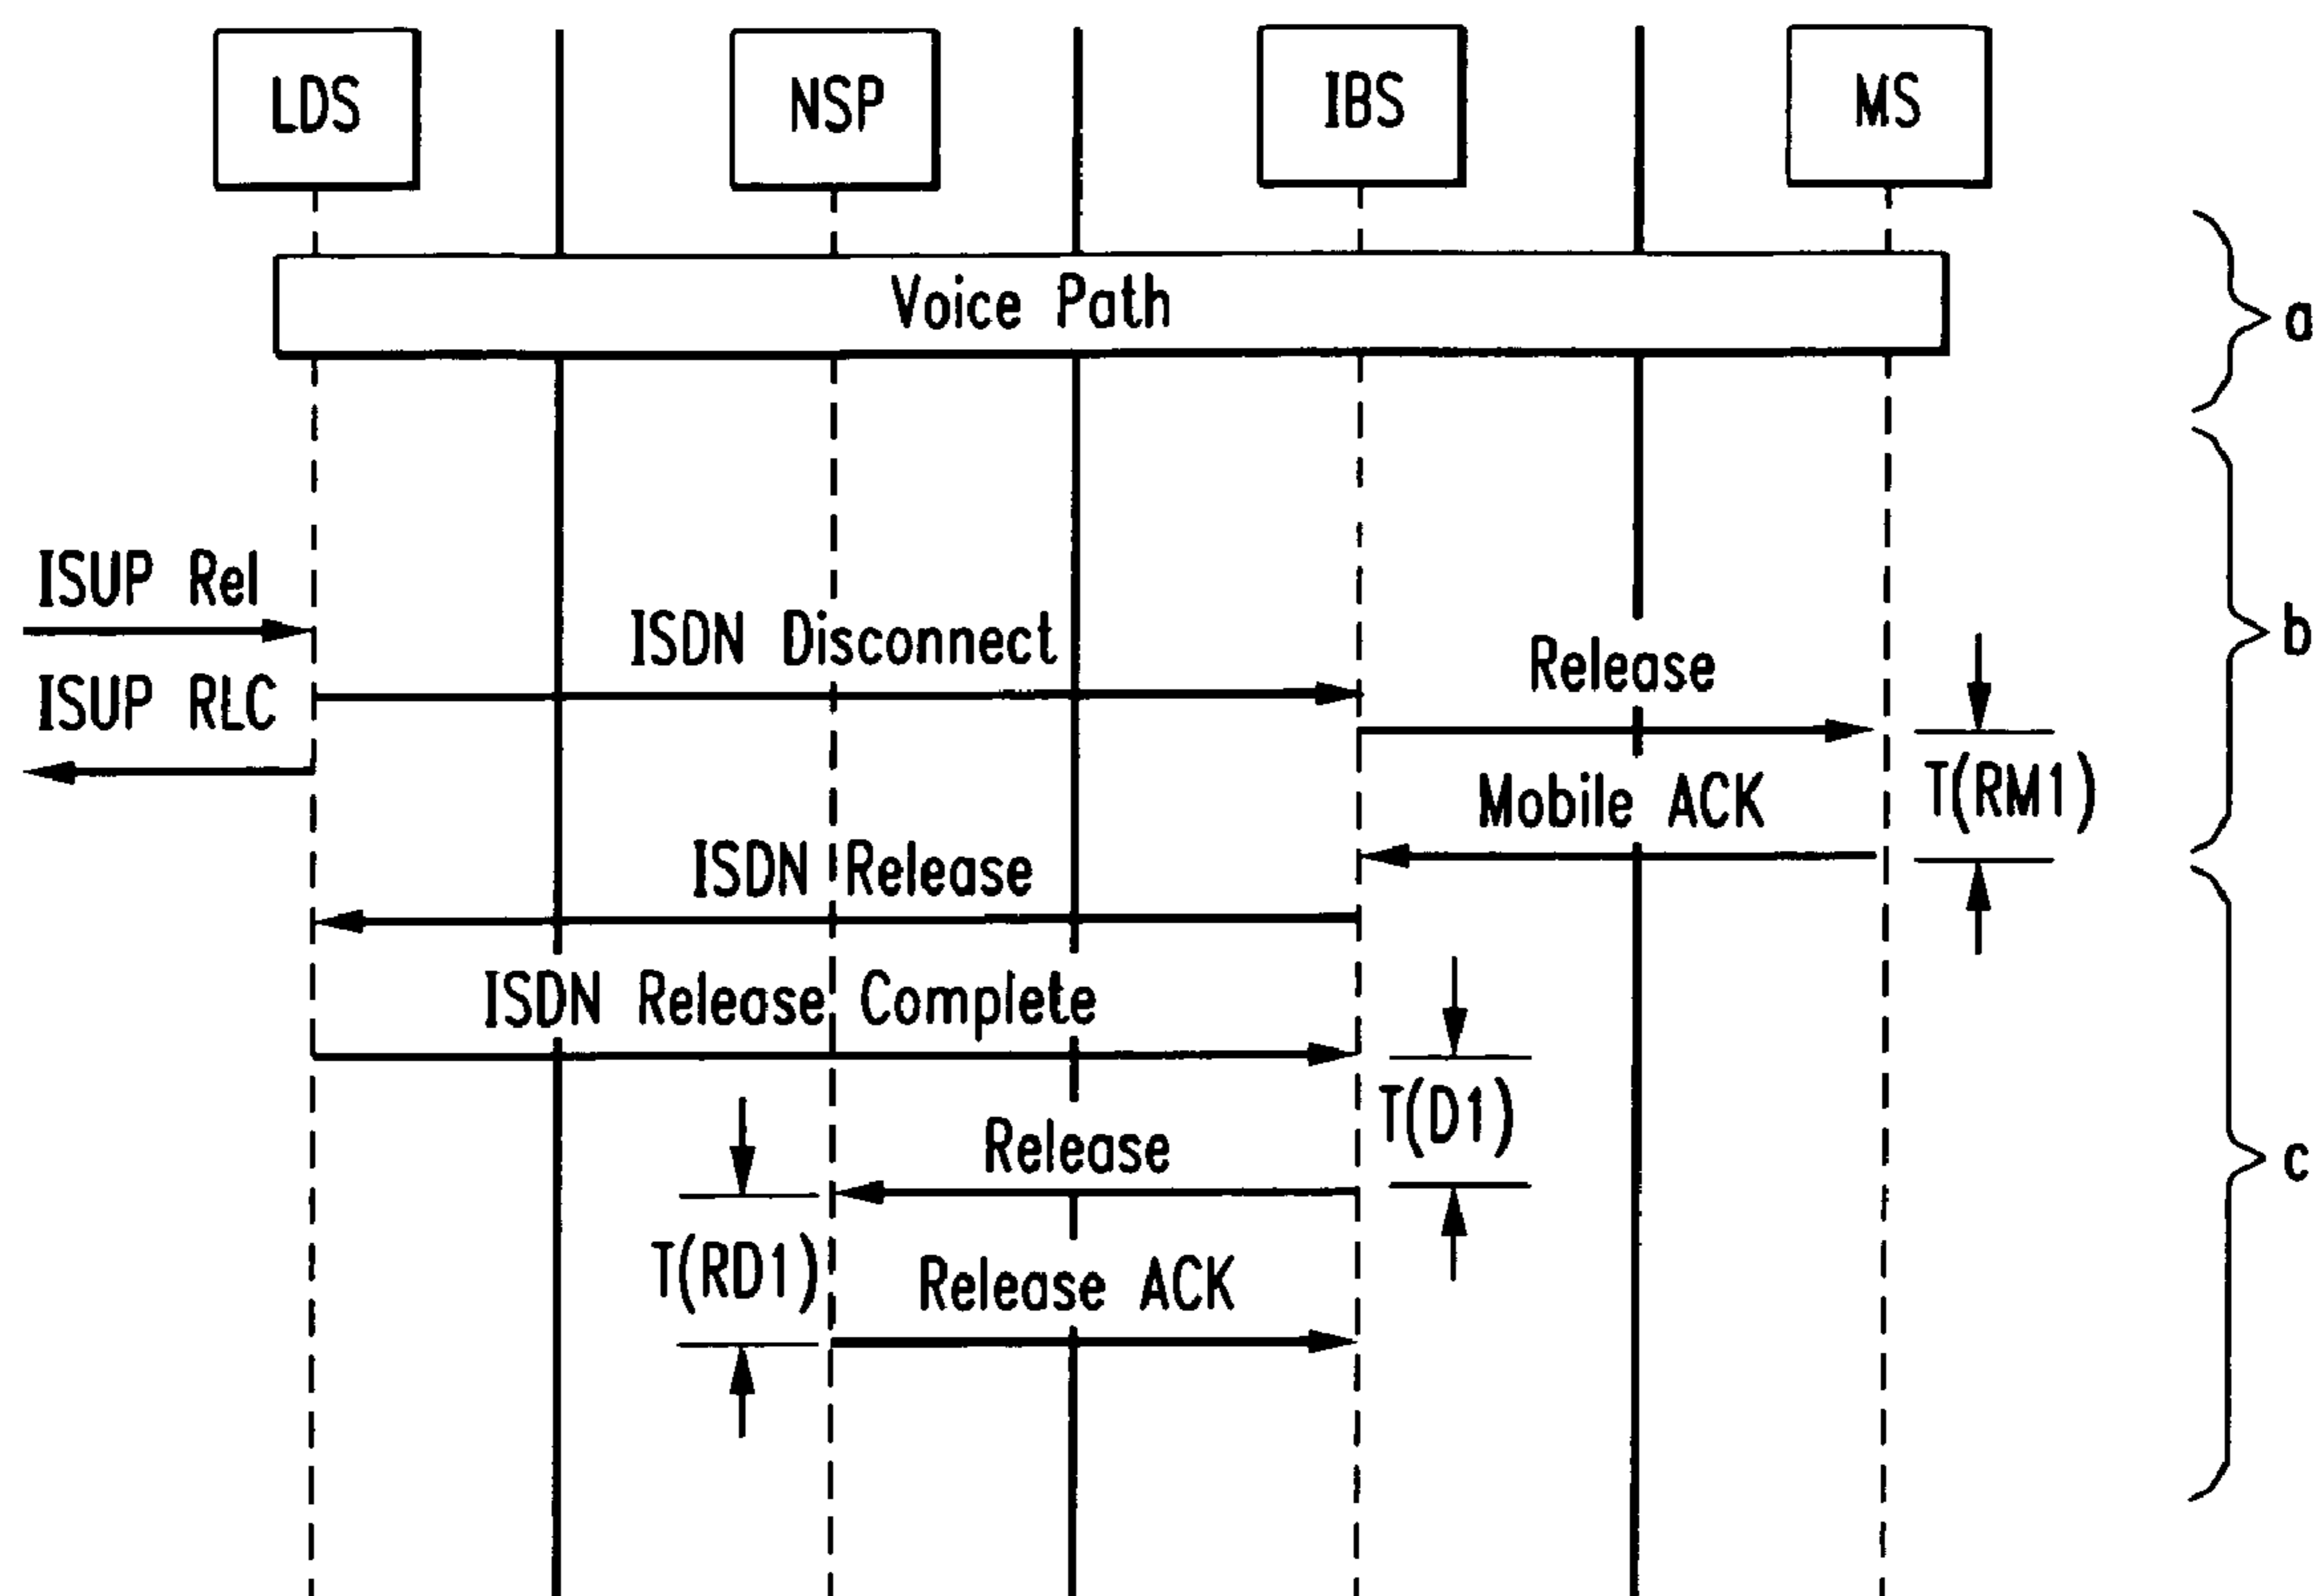 LDS
NSP
IBS
MS
Voice Path
a
ISUP Rel
ISDN Disconnect
b
Release
ISUP RLC
T(RM1)
Mobile ACK
ISDN Release
ISDN Release Complete
T(D1)
Release
c
T(RD1)
Release ACK